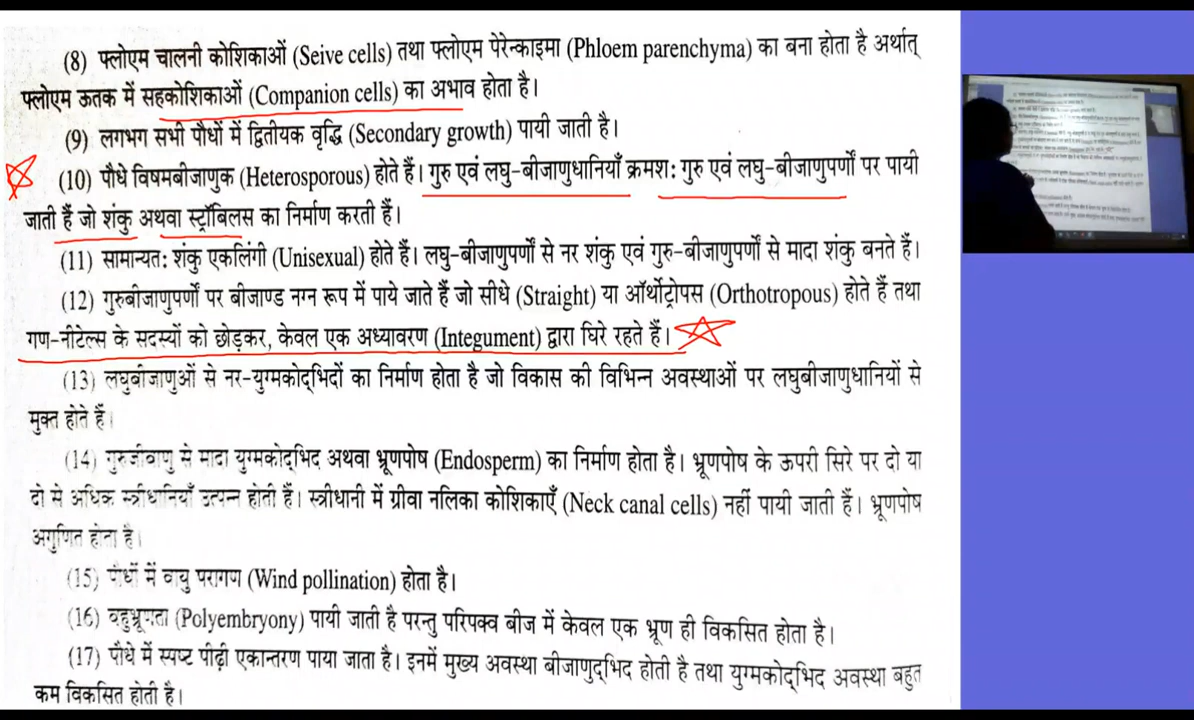 (8) फ्लोएम चालनी कोशिकाओं (Seive cells) तथा फ्लोएम पेरेन्काइमा (Phloem parenchyma) का बना होता है अर्थात्
फ्लोएम ऊतक में सहकोशिकाओं (Companion cells) का अभाव होता है।
(9) लगभग सभी पौधों में द्वितीयक वृद्धि (Secondary growth) पायी जाती है।
(10) पौधे विषमबीजाणुक (Heterosporous) होते हैं। गुरु एवं लघु-बीजाणुधानियाँ क्रमश: गुरु एवं लघु-बीजाणुपर्णों पर पायी
जाती हैं जो शंकु अथवा स्ट्रॉबिलस का निर्माण करती हैं।
(11) सामान्यत: शंकु एकलिंगी (Unisexual) होते हैं। लघु-बीजाणुपर्णों से नर शंकु एवं गुरु-बीजाणुपर्णों से मादा शंकु बनते हैं।
(12) गुरुबीजाणुपर्णों पर बीजाण्ड नग्न रूप में पाये जाते हैं जो सीधे (Straight) या ऑर्थोट्रोपस (Orthotropous) होते हैं तथा
गण-नीटेल्स के सदस्यों को छोड़कर, केवल एक अध्यावरण (Integument) द्वारा घिरे रहते हैं।
(13) लघुबीजाणुओं से नर-युग्मकोद्भिदों का निर्माण होता है जो विकास की विभिन्न अवस्थाओं पर लघुबीजाणुधानियों से
मुक्त होते हैं।
(14) गुरुजीवाणु से मादा युग्मकोद्भिद अथवा भ्रूणपोष (Endosperm) का निर्माण होता है। भ्रूणपोष के ऊपरी सिरे पर दो या
दो से अधिक स्त्रीधानियाँ उत्पन्न होती हैं। स्त्रीधानी में ग्रीवा नलिका कोशिकाएँ (Neck canal cells) नहीं पायी जाती हैं। भ्रूणपोष
अगुणित होता है।
(15) पौधों में वायु परागण (Wind pollination) होता है।
(16) बहुभ्रूणता (Polyembryony) पायी जाती है परन्तु परिपक्व बीज में केवल एक भ्रूण ही विकसित होता है।
(17) पौधे में स्पष्ट पीढ़ी एकान्तरण पाया जाता है। इनमें मुख्य अवस्था बीजाणुद्भिद होती है तथा युग्मकोद्भिद अवस्था बहुत
कम विकसित होती है।